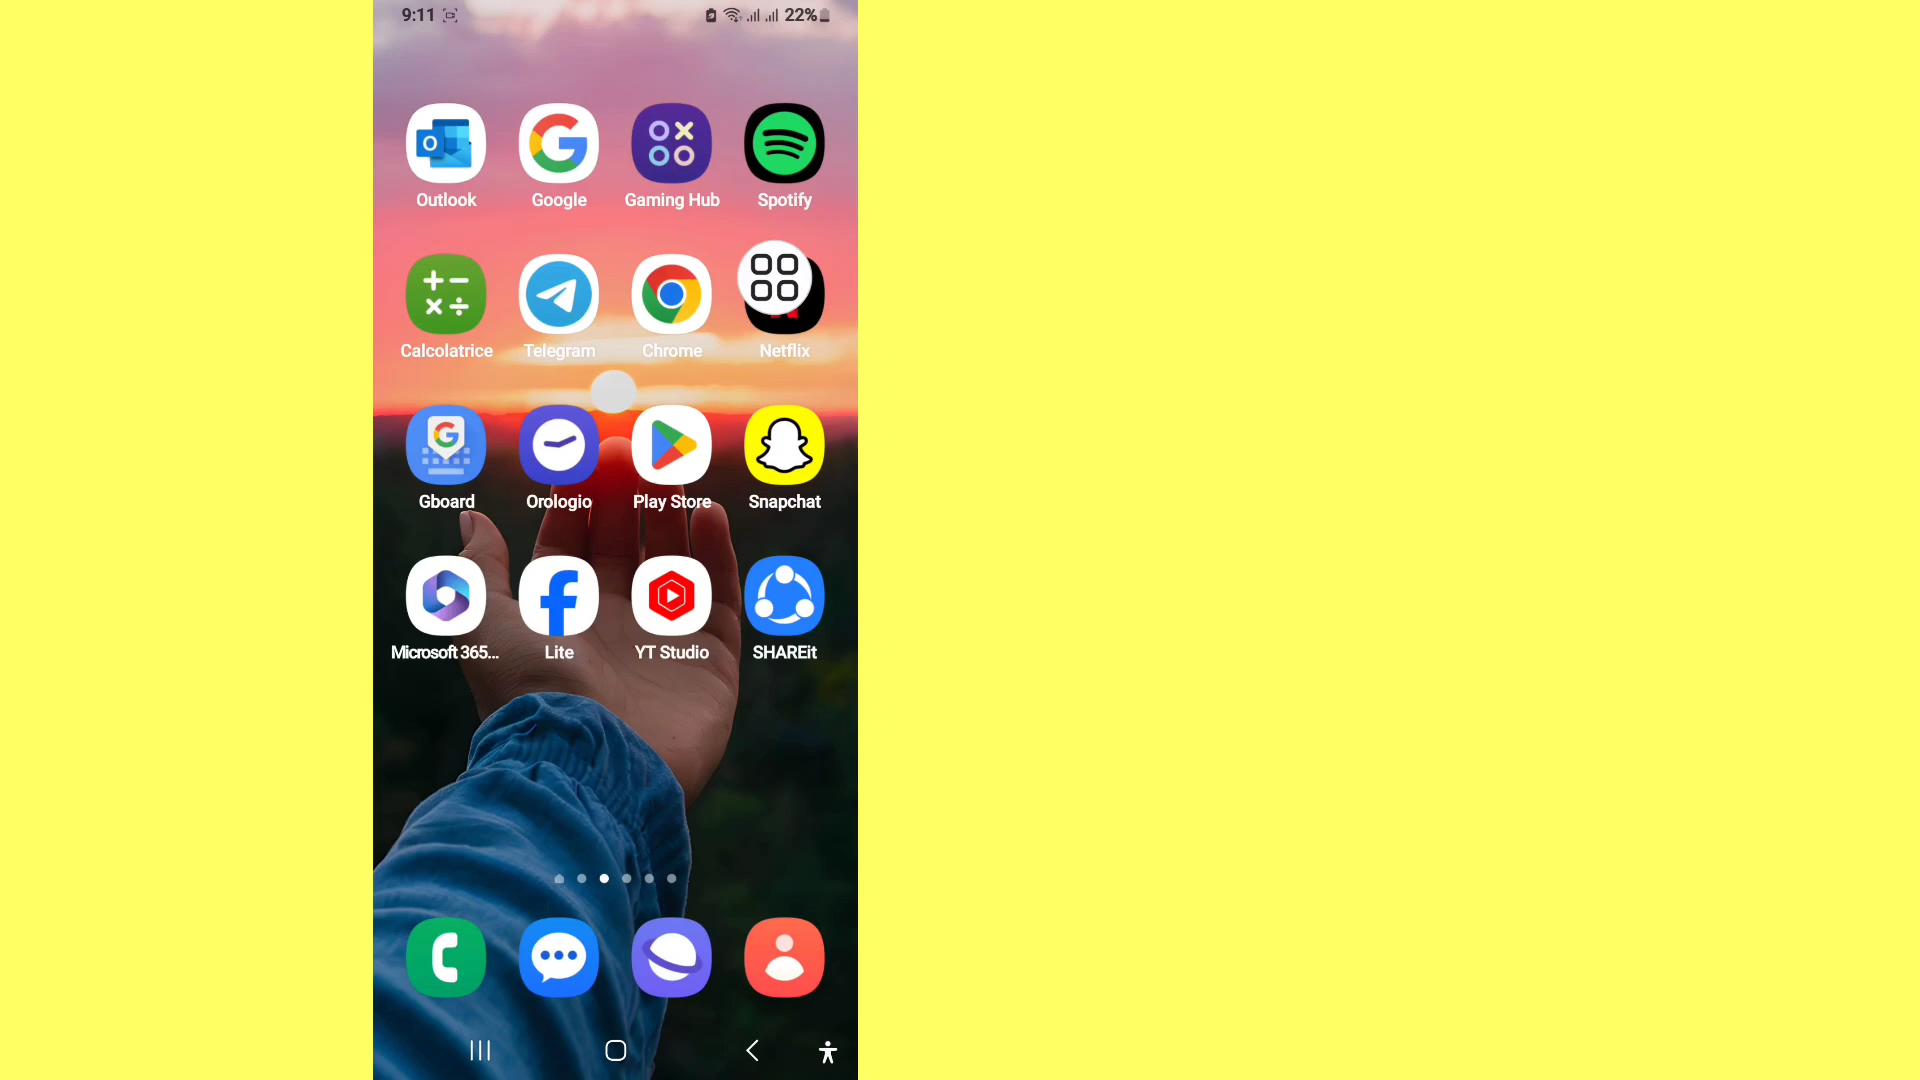 9:11
22%
Outlook
Google
Gaming Hub
Spotify
Calcolatrice
Telegram
Chrome
Netflix
Gboard
Orologio
Play Store
Snapchat
Microsoft 365...
Lite
YT Studio
SHAREit